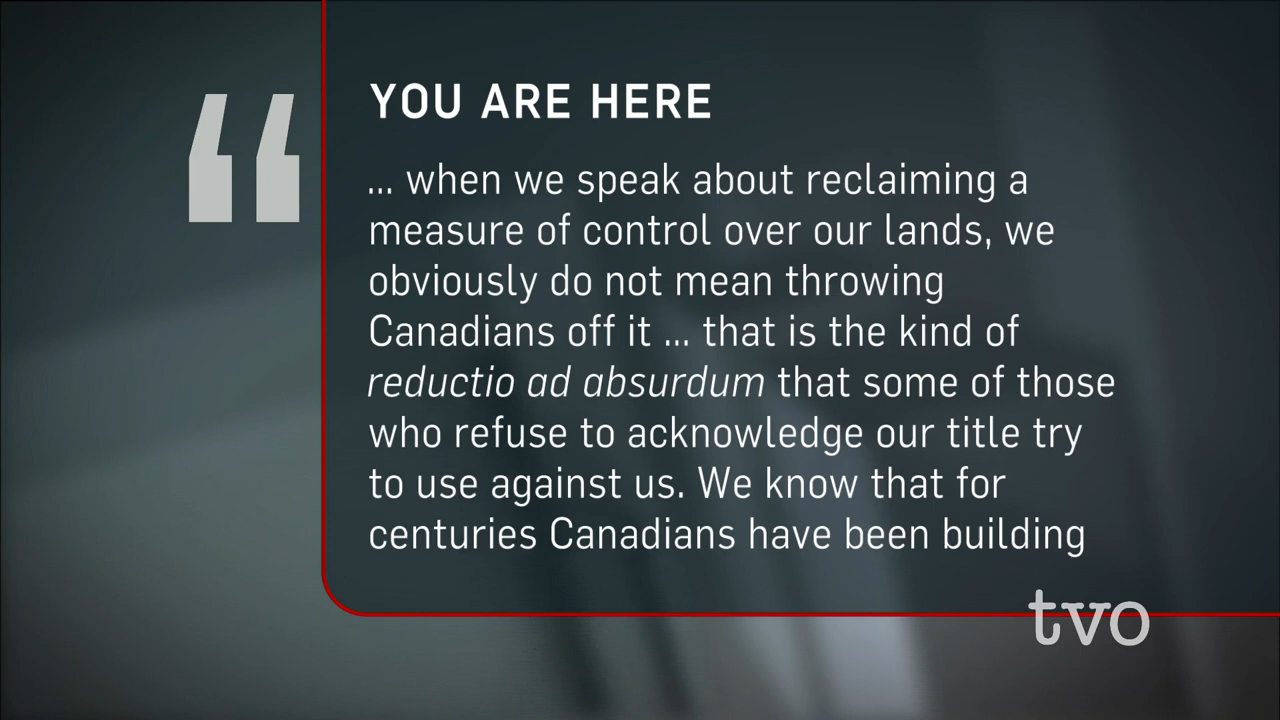 “
YOU ARE HERE
... when we speak about reclaiming a
measure of control over our lands, we
obviously do not mean throwing
Canadians off it ... that is the kind of
reductio ad absurdum that some of those
who refuse to acknowledge our title try
to use against us. We know that for
centuries Canadians have been building
tvo